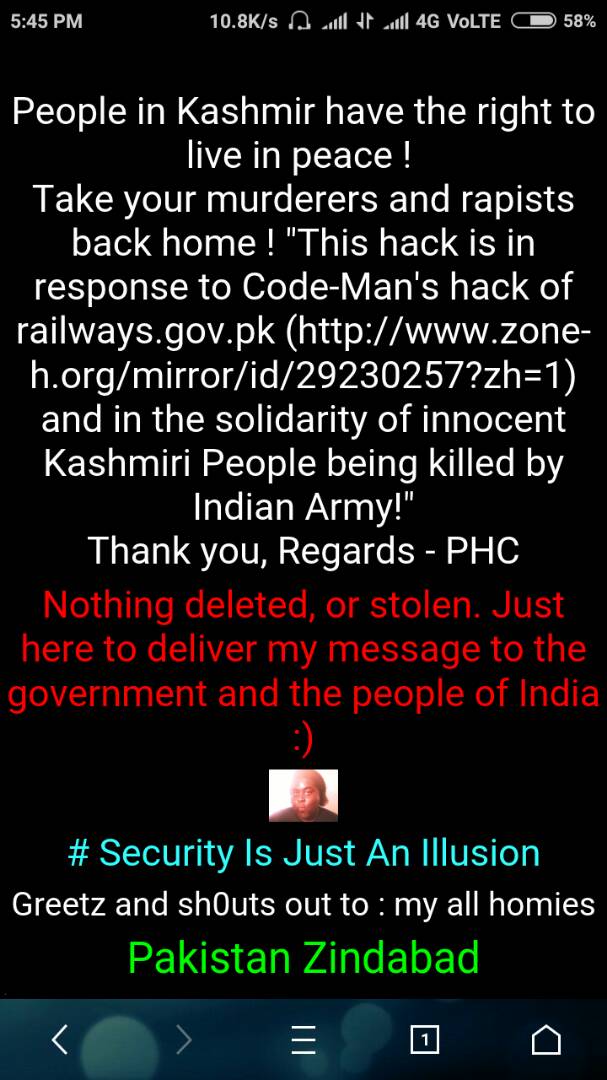 5:45 PM 10.8K/s 4G VoLTE 58%
People in Kashmir have the right to
live in peace !
Take your murderers and rapists
back home ! "This hack is in
response to Code-Man's hack of
railways.gov.pk (http://www.zone-
h.org/mirror/id/29230257?zh=1)
and in the solidarity of innocent
Kashmiri People being killed by
Indian Army!"
Thank you, Regards - PHC
Nothing deleted, or stolen. Just
here to deliver my message to the
government and the people of India
:)
# Security Is Just An Illusion
Greetz and sh0uts out to : my all homies
Pakistan Zindabad
1